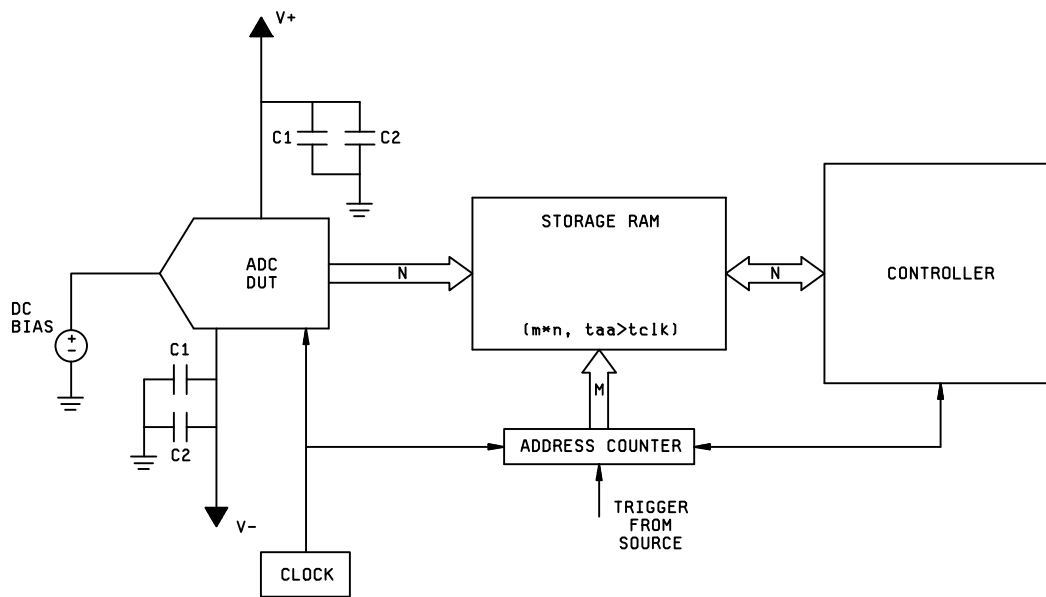 V+
C1
C2
ADC
DUT
N
STORAGE RAM
(m*n, taa>tclk)
N
CONTROLLER
DC
BIAS
+
-
C1
C2
V-
M
ADDRESS COUNTER
TRIGGER
FROM
SOURCE
CLOCK